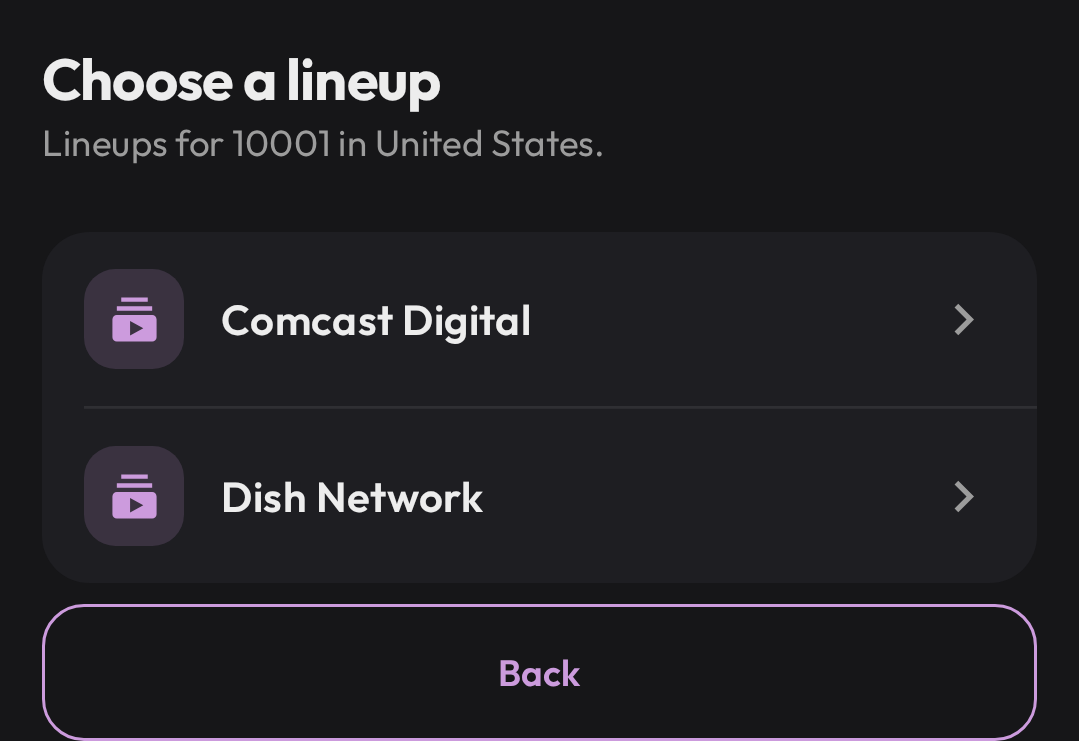 Choose a lineup
Lineups for 10001 in United States.
Comcast Digital
Dish Network
Back